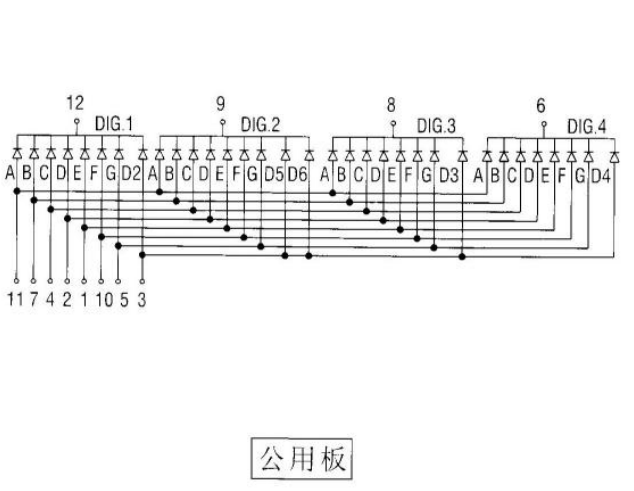 12 9 8 6
DIG.1 DIG.2 DIG.3 DIG.4
A B C D E F G D2 A B C D E F G D5 D6 A B C D E F G D3 A B C D E F G D4
11 7 4 2 1 10 5 3
公用板